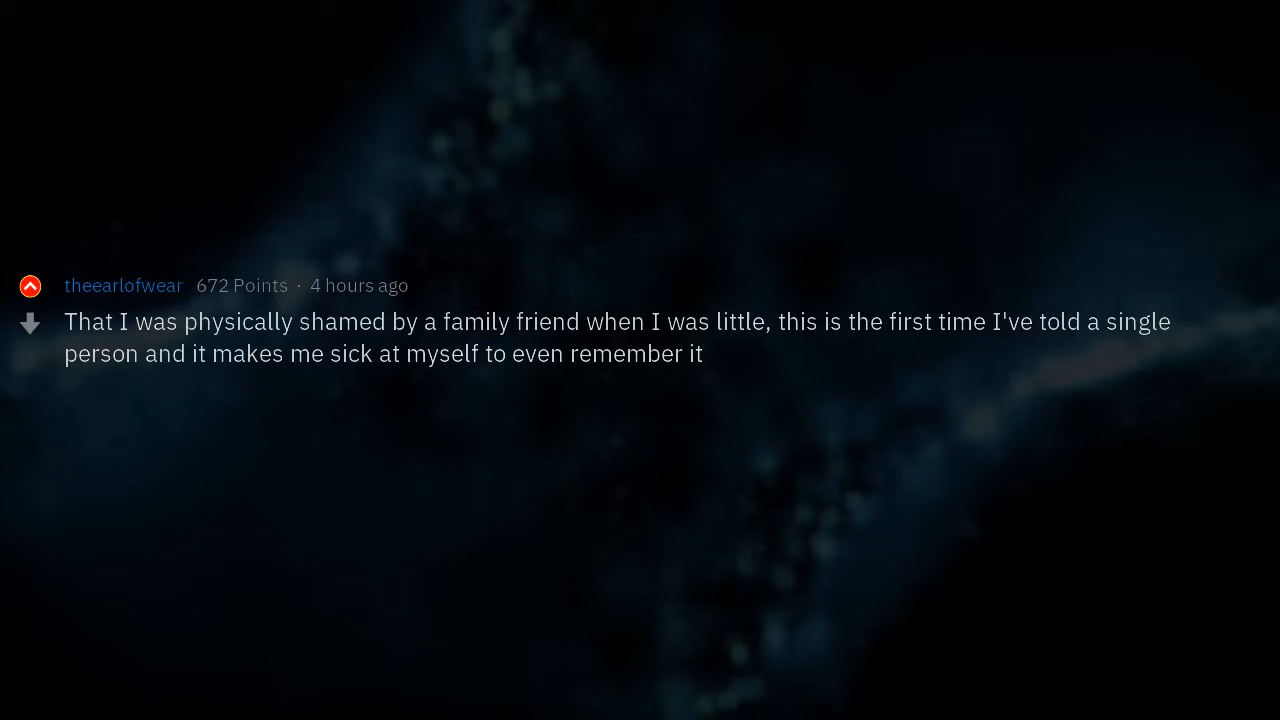 theearlofwear 672 Points · 4 hours ago
That I was physically shamed by a family friend when I was little, this is the first time I've told a single
person and it makes me sick at myself to even remember it